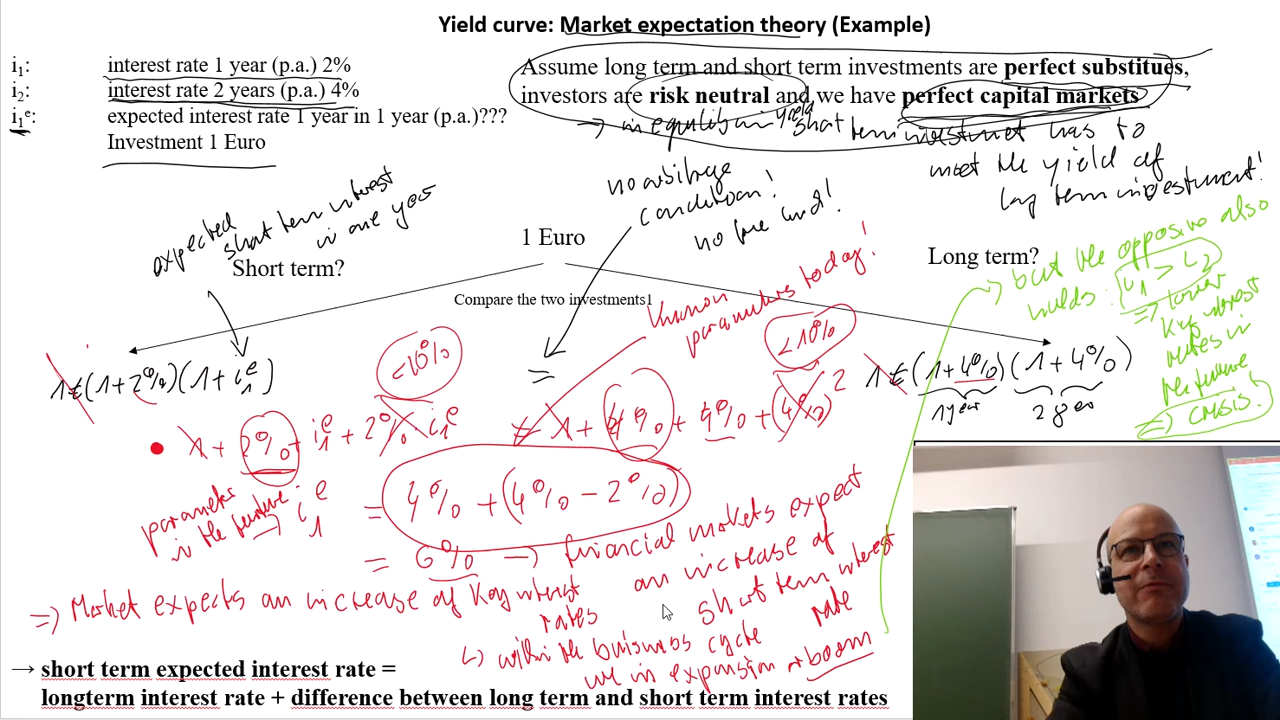 Yield curve: Market expectation theory (Example)
i1: interest rate 1 year (p.a.) 2%
i2: interest rate 2 years (p.a.) 4%
i1e: expected interest rate 1 year in 1 year (p.a.)???
Investment 1 Euro
Assume long term and short term investments are perfect substitues,
investors are risk neutral and we have perfect capital markets
→ in equilibrium yield short term investment has to
meet the yield of
long term investment!
no arbitrage
condition!
no free lund!
expected
short term interest
in one year
1 Euro
Short term?
Long term?
Compare the two investments1
→ but the opposite also
holds: i1 > i2
⇒ lower
key interest
rates in
the future
⇒ crisis!
known
parameters today!
1€(1+2%)(1+i1e)
=
1€(1+4%)(1+4%)
1 year 2 year
<10%
<10%
• 1 + 2% + i1e + 2% · i1e = 1 + 4% + 4% + (4%)2
parameter
in the future →
i1e = 4% + (4% − 2%)
= 6% → financial markets expect
an increase of
short term interest
rate
⇒ Market expects an increase of key interest
rates
↳ within the buisness cycle
we in expansion or boom
→ short term expected interest rate =
longterm interest rate + difference between long term and short term interest rates